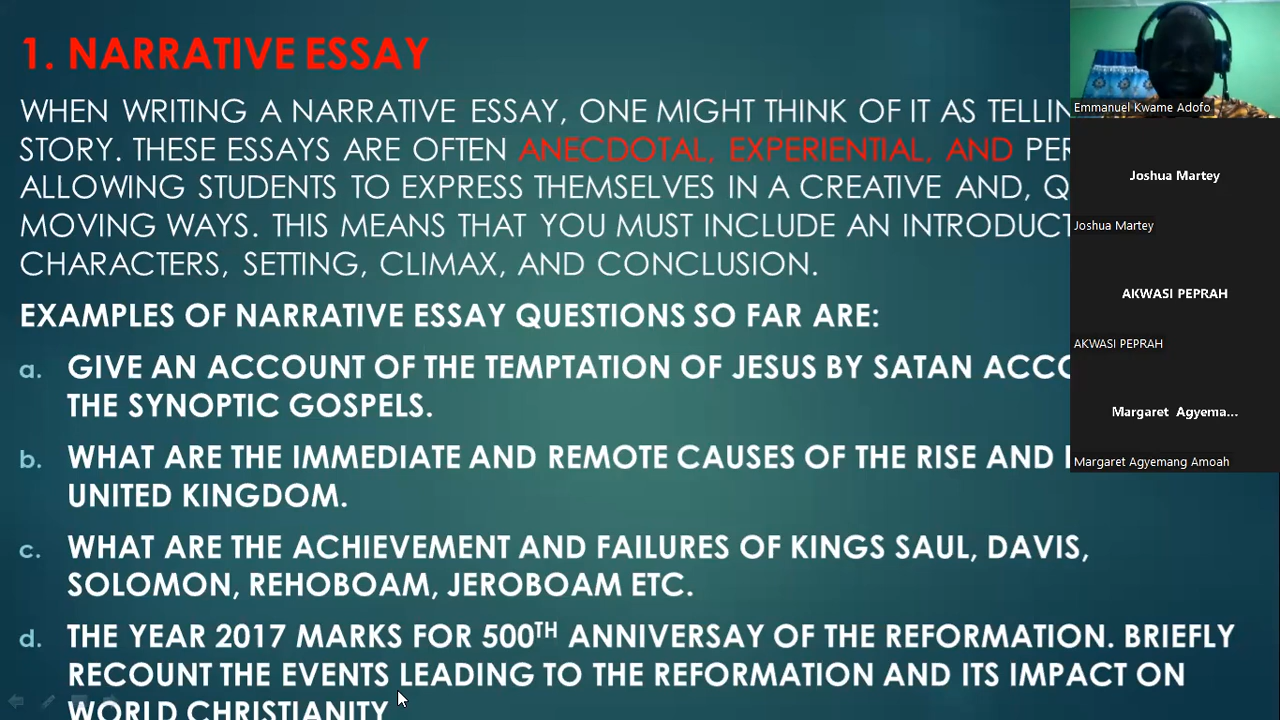 1. NARRATIVE ESSAY
WHEN WRITING A NARRATIVE ESSAY, ONE MIGHT THINK OF IT AS
STORY. THESE ESSAYS ARE OFTEN ANECDOTAL, EXPERIENTIAL, AND
ALLOWING STUDENTS TO EXPRESS THEMSELVES IN A CREATIVE AND,
MOVING WAYS. THIS MEANS THAT YOU MUST INCLUDE AN
CHARACTERS, SETTING, CLIMAX, AND CONCLUSION.
EXAMPLES OF NARRATIVE ESSAY QUESTIONS SO FAR ARE:
a. GIVE AN ACCOUNT OF THE TEMPTATION OF JESUS BY SATAN
THE SYNOPTIC GOSPELS.
b. WHAT ARE THE IMMEDIATE AND REMOTE CAUSES OF THE RISE AND
UNITED KINGDOM.
c. WHAT ARE THE ACHIEVEMENT AND FAILURES OF KINGS SAUL, DAVIS,
SOLOMON, REHOBOAM, JEROBOAM ETC.
d. THE YEAR 2017 MARKS FOR 500TH ANNIVERSAY OF THE REFORMATION. BRIEFLY
RECOUNT THE EVENTS LEADING TO THE REFORMATION AND ITS IMPACT ON
WORLD CHRISTIANITY
Emmanuel Kwame Adofo
Joshua Martey
Joshua Martey
AKWASI PEPRAH
AKWASI PEPRAH
Margaret Agyema...
Margaret Agyemang Amoah